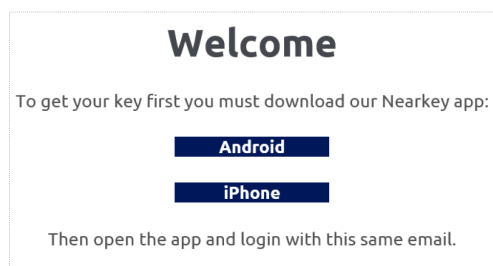 Welcome
To get your key first you must download our Nearkey app:
Android
iPhone
Then open the app and login with this same email.